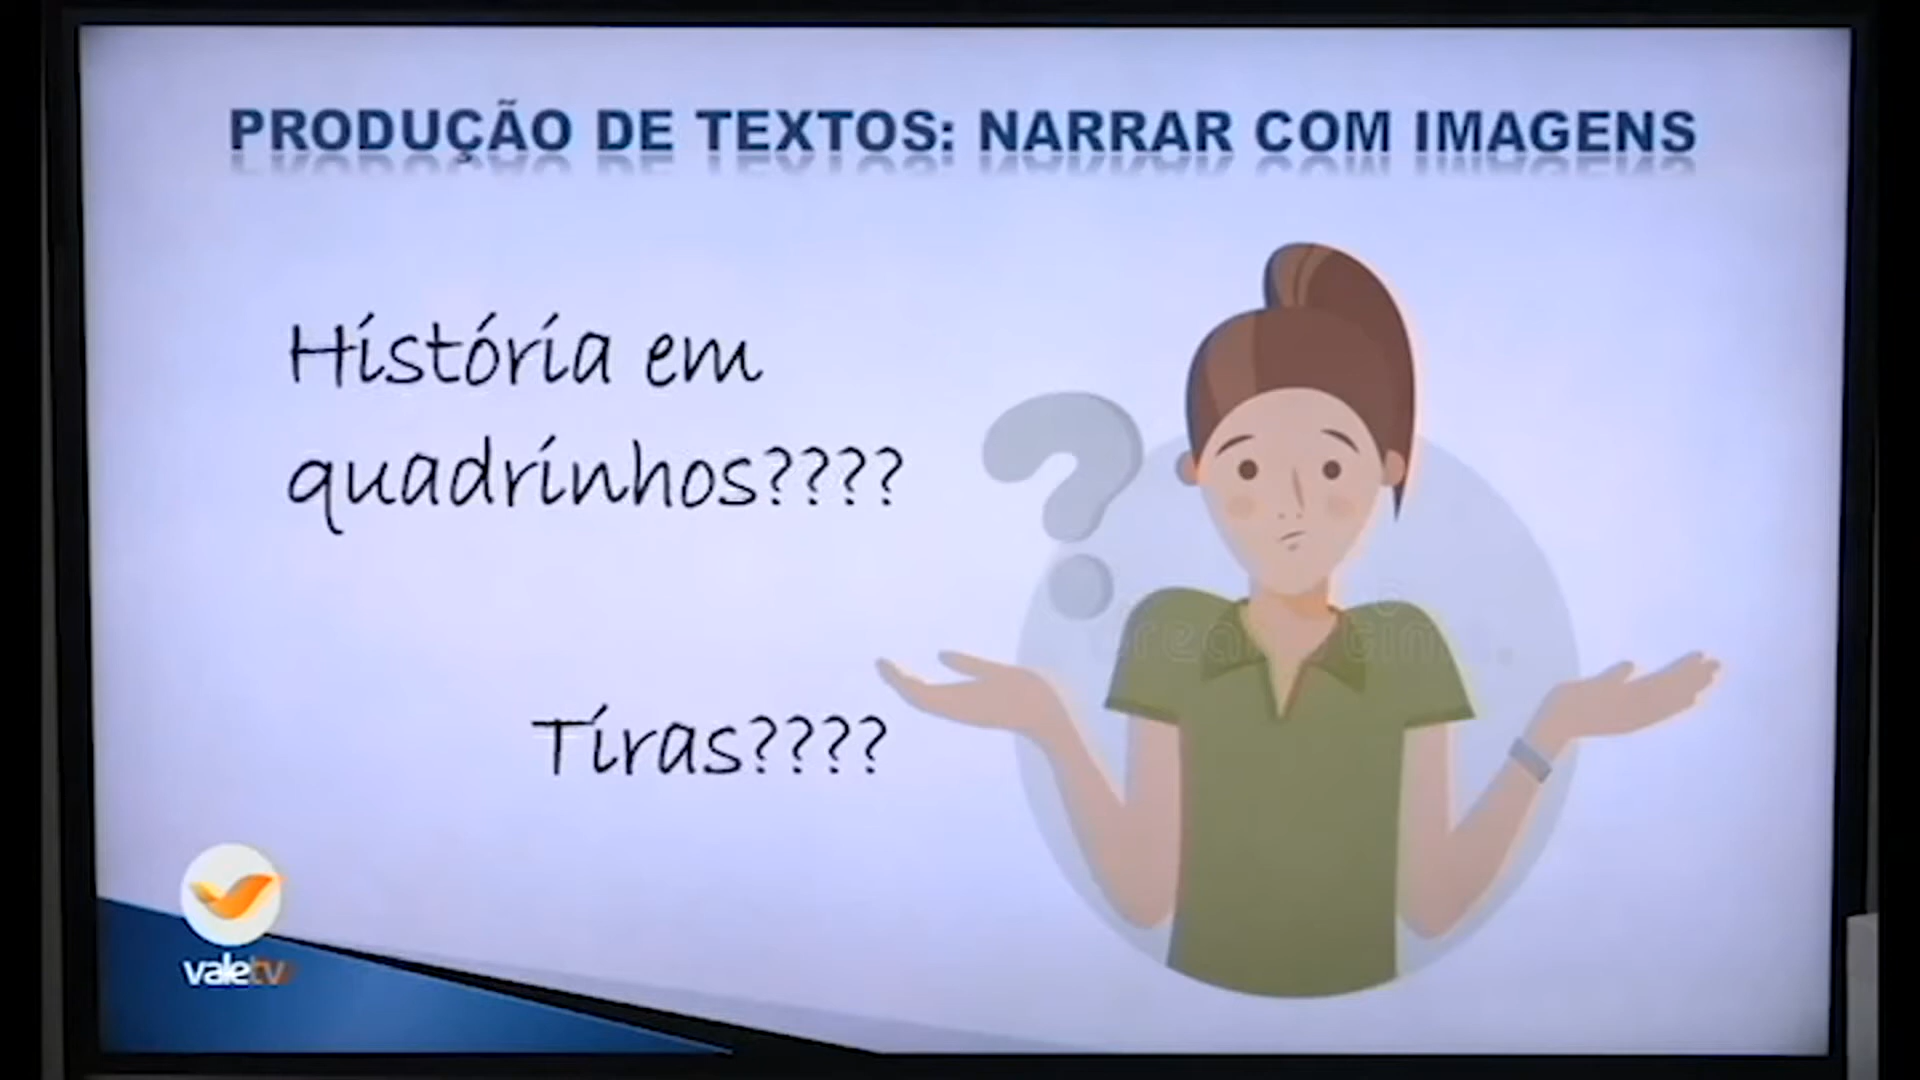 PRODUÇÃO DE TEXTOS: NARRAR COM IMAGENS
História em
quadrinhos????
Tiras????
valetv